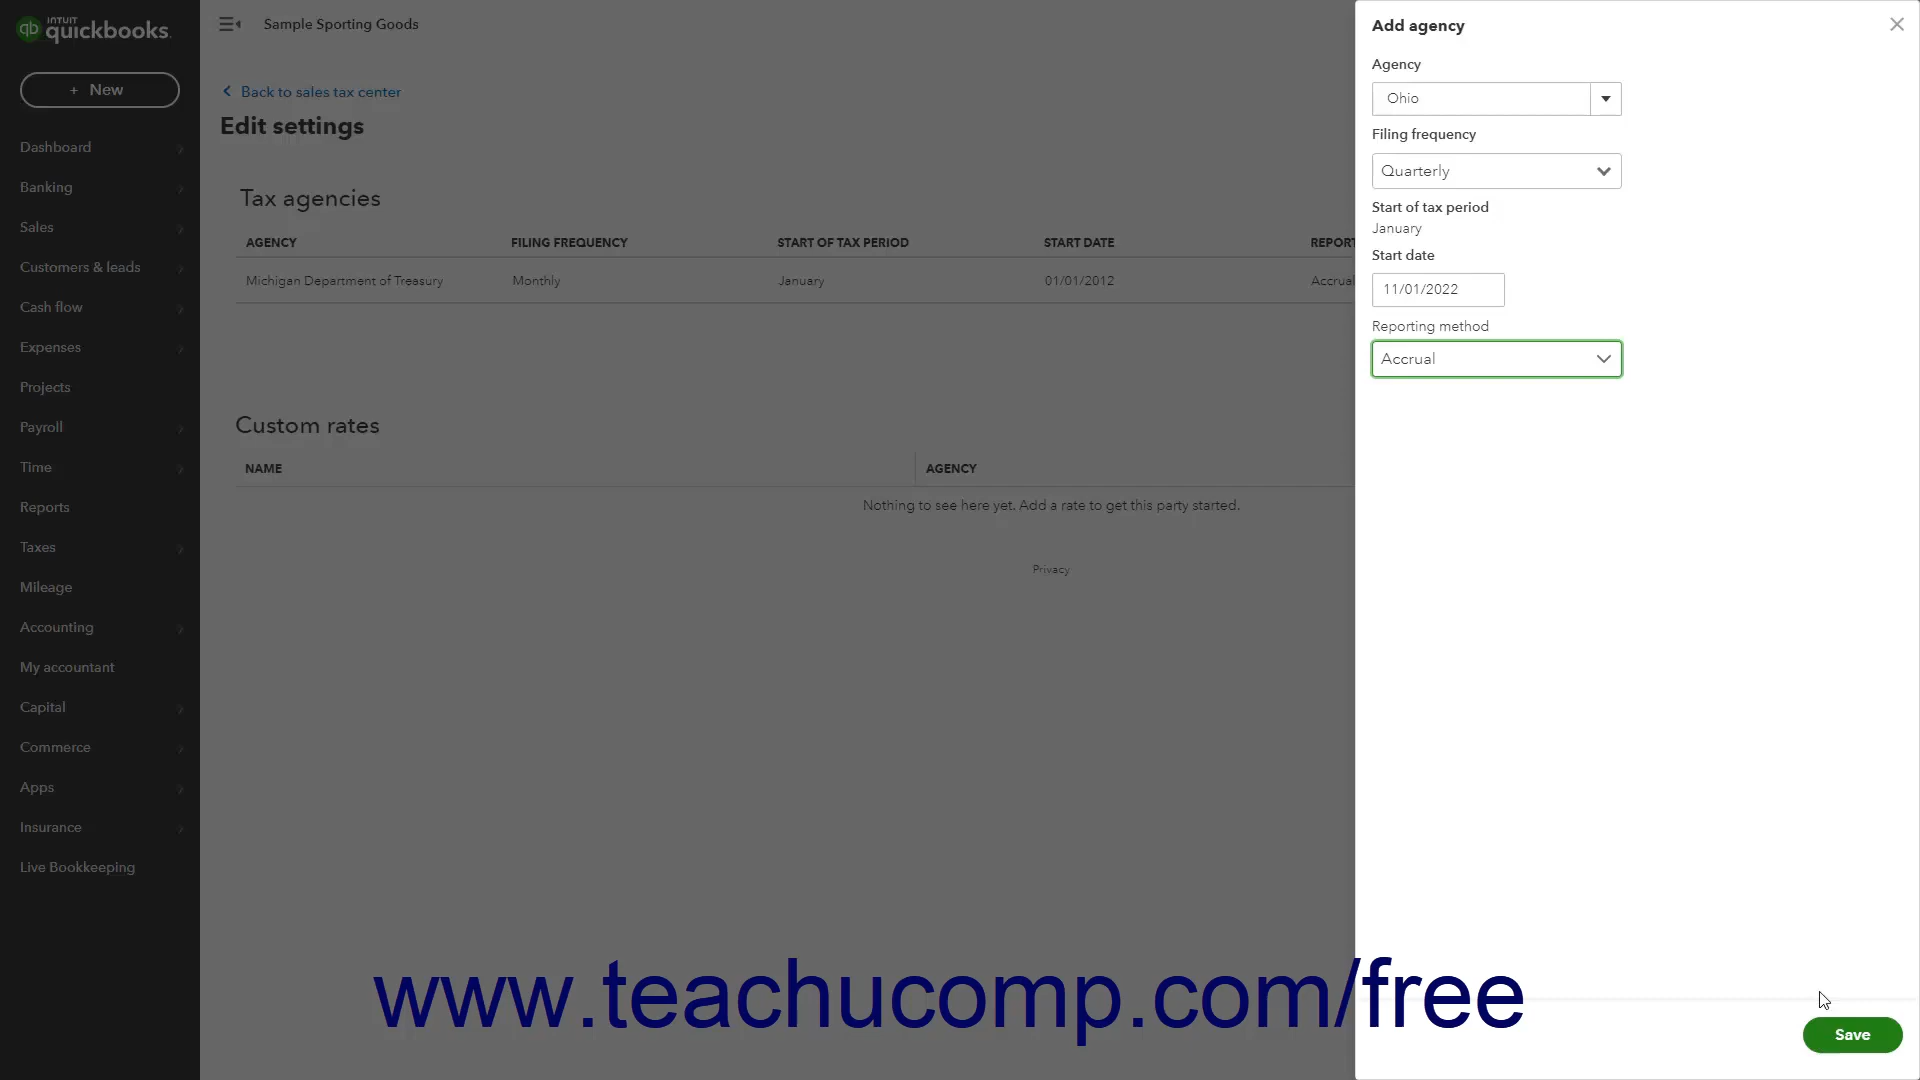 INTUIT
quickbooks.
+ New
Dashboard
Banking
Sales
Customers & leads
Cash flow
Expenses
Projects
Payroll
Time
Reports
Taxes
Mileage
Accounting
My accountant
Capital
Commerce
Apps
Insurance
Live Bookkeeping
Sample Sporting Goods
Back to sales tax center
Edit settings
Tax agencies
AGENCY FILING FREQUENCY START OF TAX PERIOD START DATE REPORT
Michigan Department of Treasury Monthly January 01/01/2012 Accrual
Custom rates
NAME AGENCY
Nothing to see here yet. Add a rate to get this party started.
Privacy
Add agency
Agency
Ohio
Filing frequency
Quarterly
Start of tax period
January
Start date
11/01/2022
Reporting method
Accrual
Save
www.teachucomp.com/free